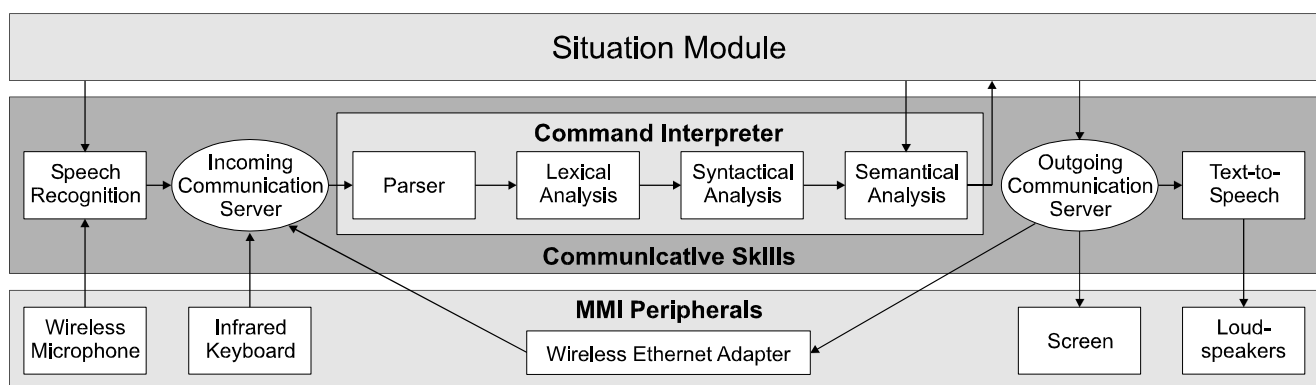 Situation Module
Command Interpreter
Speech
Recognition
Incoming
Communication
Server
Parser
Lexical
Analysis
Syntactical
Analysis
Semantical
Analysis
Outgoing
Communication
Server
Text-to-
Speech
Communicative Skills
MMI Peripherals
Wireless
Microphone
Infrared
Keyboard
Wireless Ethernet Adapter
Screen
Loud-
speakers